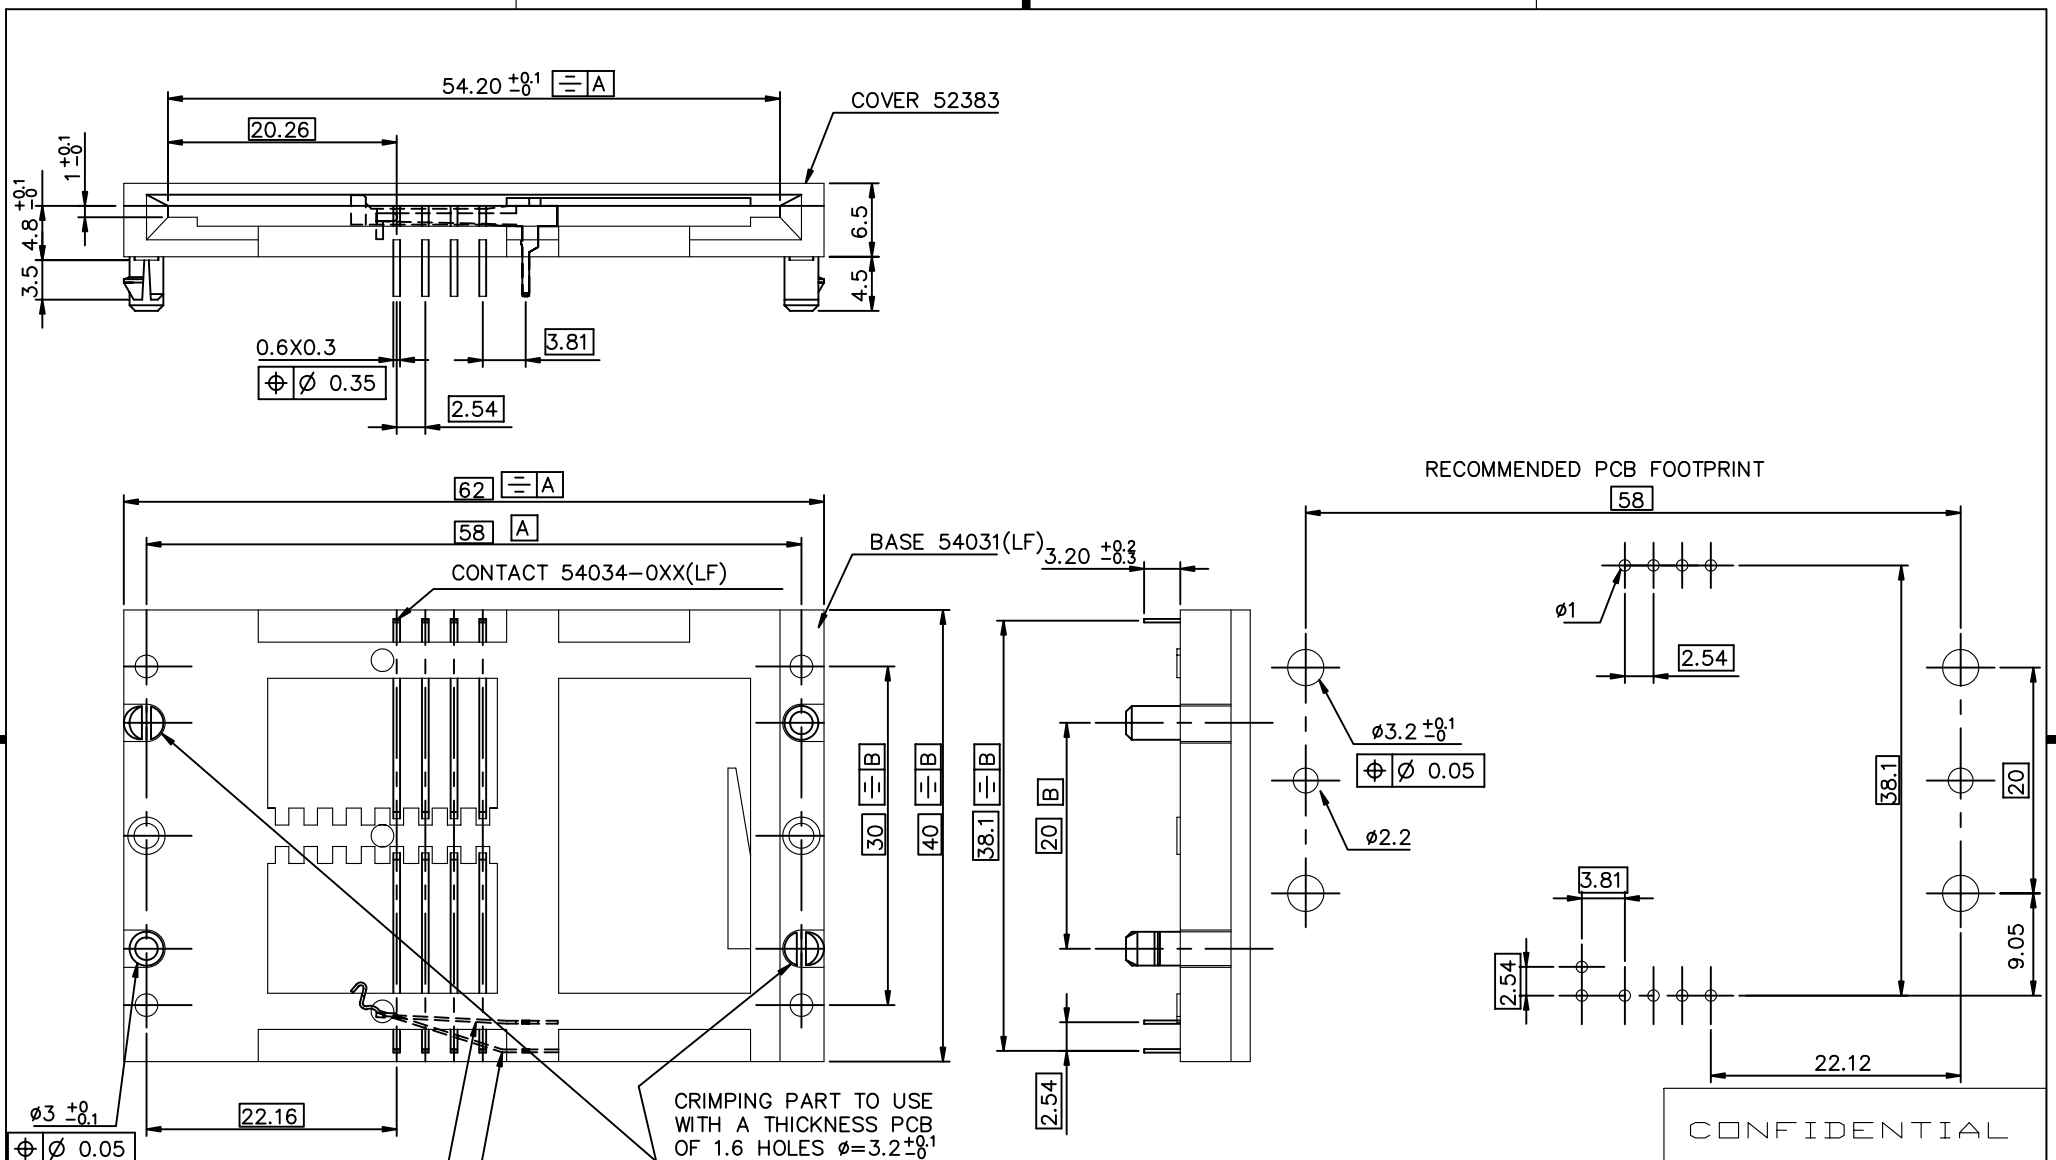 54.20 +0.1 -0 ⌯ A
COVER 52383
20.26
1 +0.1 -0
4.8 +0.1 -0
3.5
6.5
4.5
0.6X0.3
⌖ Ø 0.35
3.81
2.54
62 ⌯ A
58 A
CONTACT 54034-0XX(LF)
BASE 54031(LF)
3.20 +0.2 -0.3
30 ⌯ B
40 ⌯ B
38.1 ⌯ B
20 B
2.54
ø3 +0 -0.1
⌖ Ø 0.05
22.16
CRIMPING PART TO USE
WITH A THICKNESS PCB
OF 1.6 HOLES ø=3.2 +0.1 -0
RECOMMENDED PCB FOOTPRINT
58
ø1
2.54
ø3.2 +0.1 -0
⌖ Ø 0.05
ø2.2
38.1
20
3.81
2.54
9.05
22.12
CONFIDENTIAL